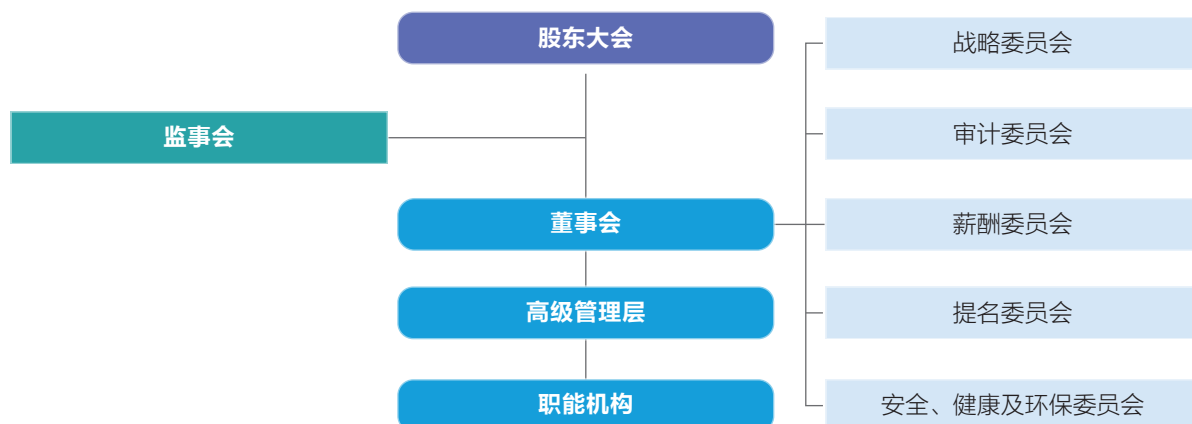 股东大会
监事会
董事会
高级管理层
职能机构
战略委员会
审计委员会
薪酬委员会
提名委员会
安全、健康及环保委员会